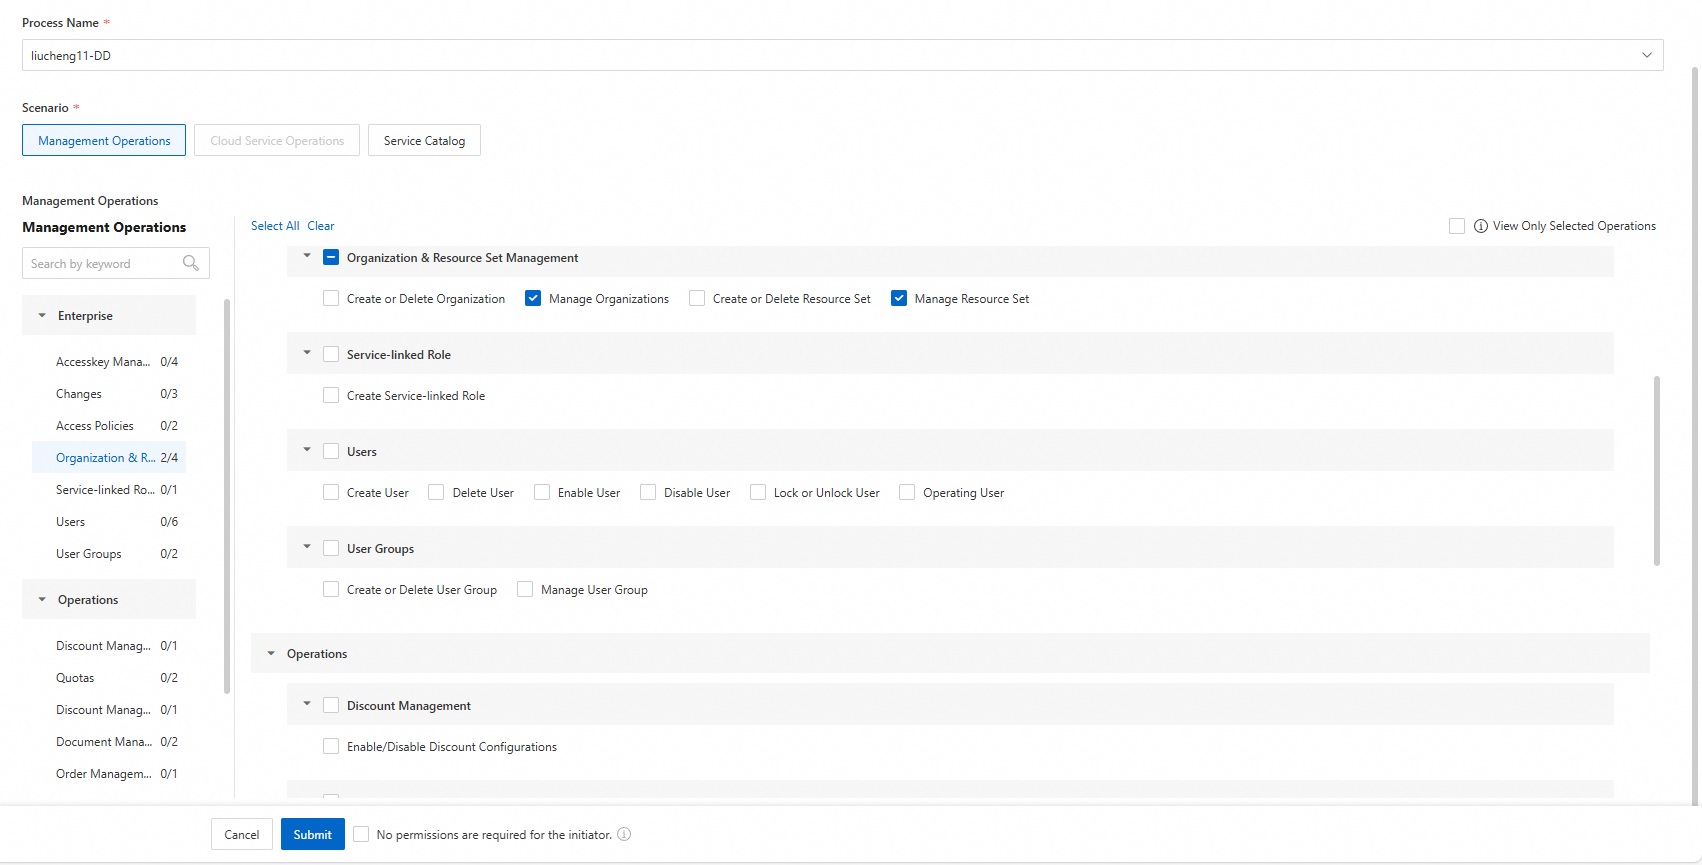 Process Name *
liucheng11-DD
Scenario *
Management Operations
Cloud Service Operations
Service Catalog
Management Operations
Management Operations
Search by keyword
Enterprise
Accesskey Mana... 0/4
Changes 0/3
Access Policies 0/2
Organization & R... 2/4
Service-linked Ro... 0/1
Users 0/6
User Groups 0/2
Operations
Discount Manag... 0/1
Quotas 0/2
Discount Manag... 0/1
Document Mana... 0/2
Order Managem... 0/1
Select All Clear
View Only Selected Operations
Organization & Resource Set Management
Create or Delete Organization Manage Organizations Create or Delete Resource Set Manage Resource Set
Service-linked Role
Create Service-linked Role
Users
Create User Delete User Enable User Disable User Lock or Unlock User Operating User
User Groups
Create or Delete User Group Manage User Group
Operations
Discount Management
Enable/Disable Discount Configurations
Cancel Submit No permissions are required for the initiator.